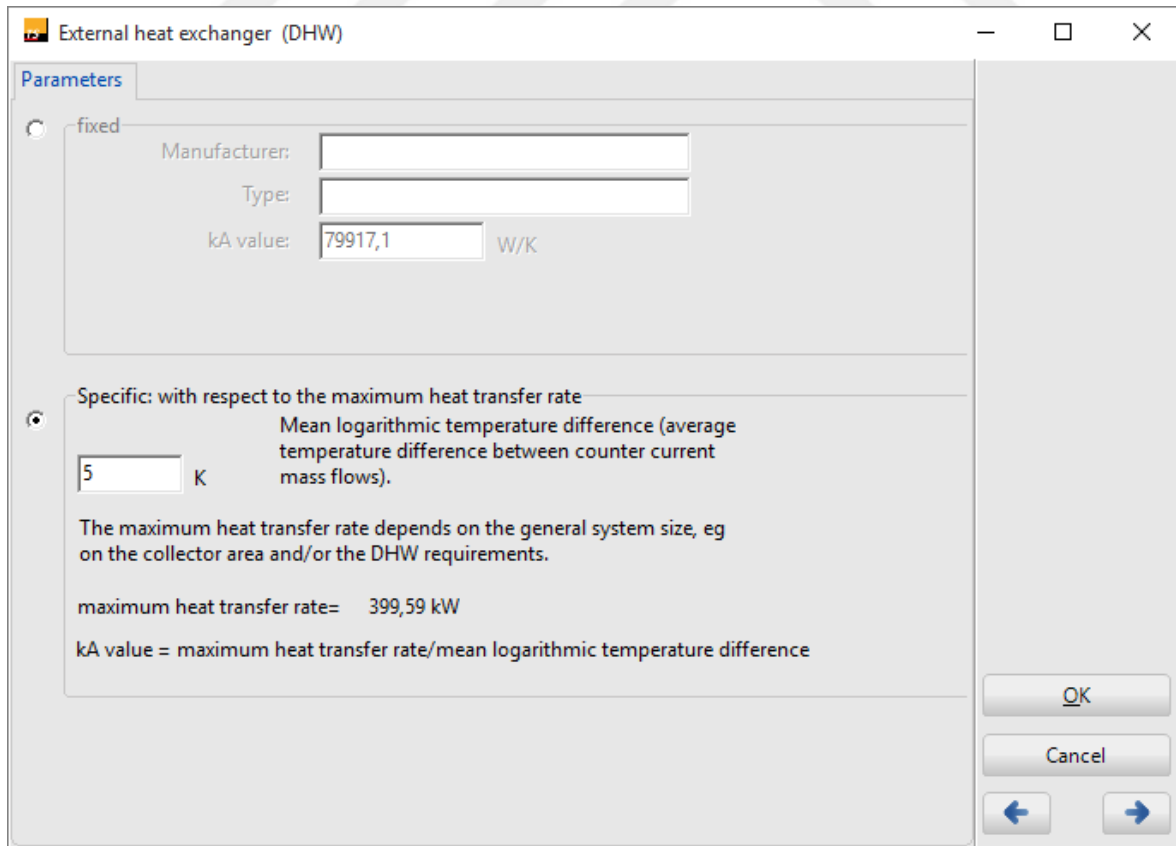 External heat exchanger (DHW)
Parameters
fixed
Manufacturer:
Type:
kA value: 79917,1 W/K
Specific: with respect to the maximum heat transfer rate
Mean logarithmic temperature difference (average
temperature difference between counter current
mass flows).
5 K
The maximum heat transfer rate depends on the general system size, eg
on the collector area and/or the DHW requirements.
maximum heat transfer rate= 399,59 kW
kA value = maximum heat transfer rate/mean logarithmic temperature difference
OK
Cancel